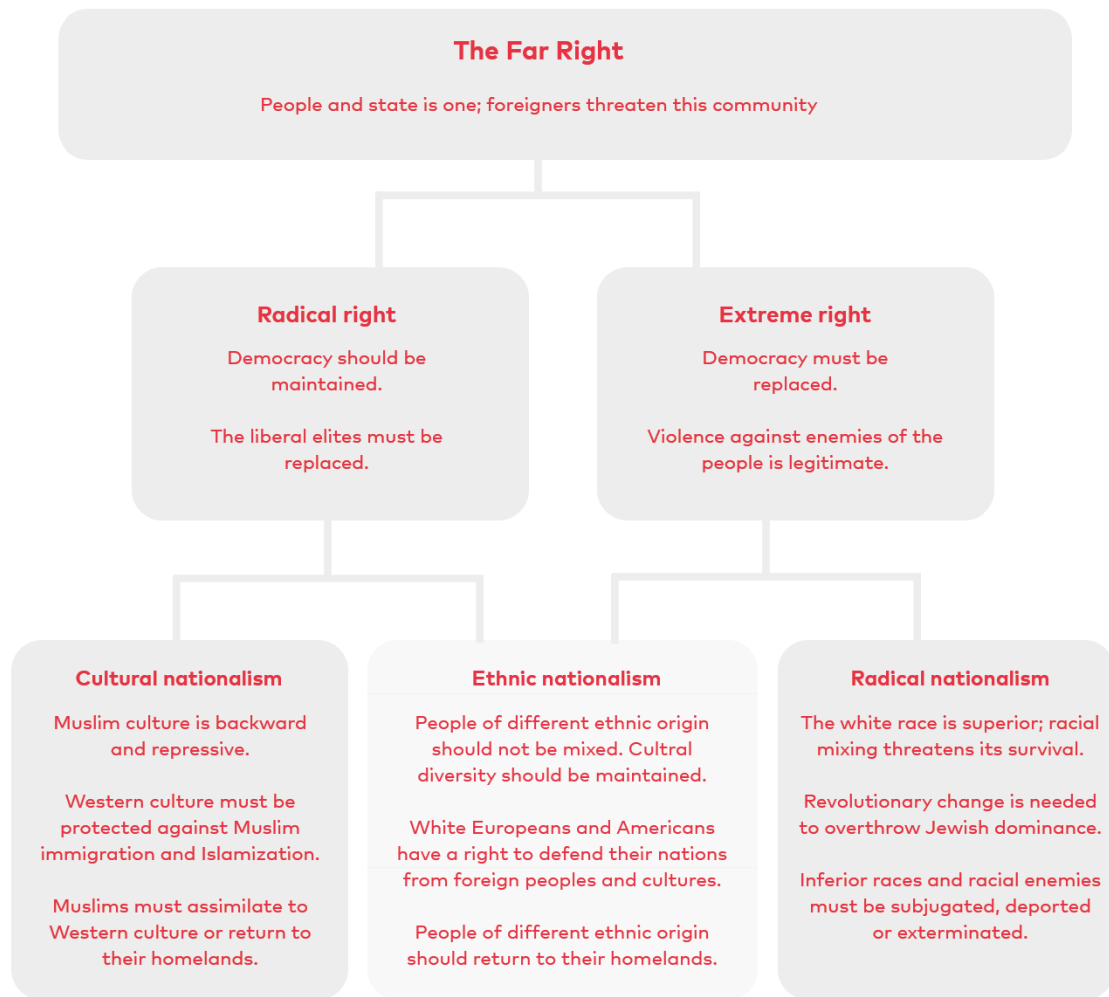 The Far Right
People and state is one; foreigners threaten this community
Radical right
Democracy should be
maintained.
The liberal elites must be
replaced.
Extreme right
Democracy must be
replaced.
Violence against enemies of the
people is legitimate.
Cultural nationalism
Muslim culture is backward
and repressive.
Western culture must be
protected against Muslim
immigration and Islamization.
Muslims must assimilate to
Western culture or return to
their homelands.
Ethnic nationalism
People of different ethnic origin
should not be mixed. Cultral
diversity should be maintained.
White Europeans and Americans
have a right to defend their nations
from foreign peoples and cultures.
People of different ethnic origin
should return to their homelands.
Radical nationalism
The white race is superior; racial
mixing threatens its survival.
Revolutionary change is needed
to overthrow Jewish dominance.
Inferior races and racial enemies
must be subjugated, deported
or exterminated.